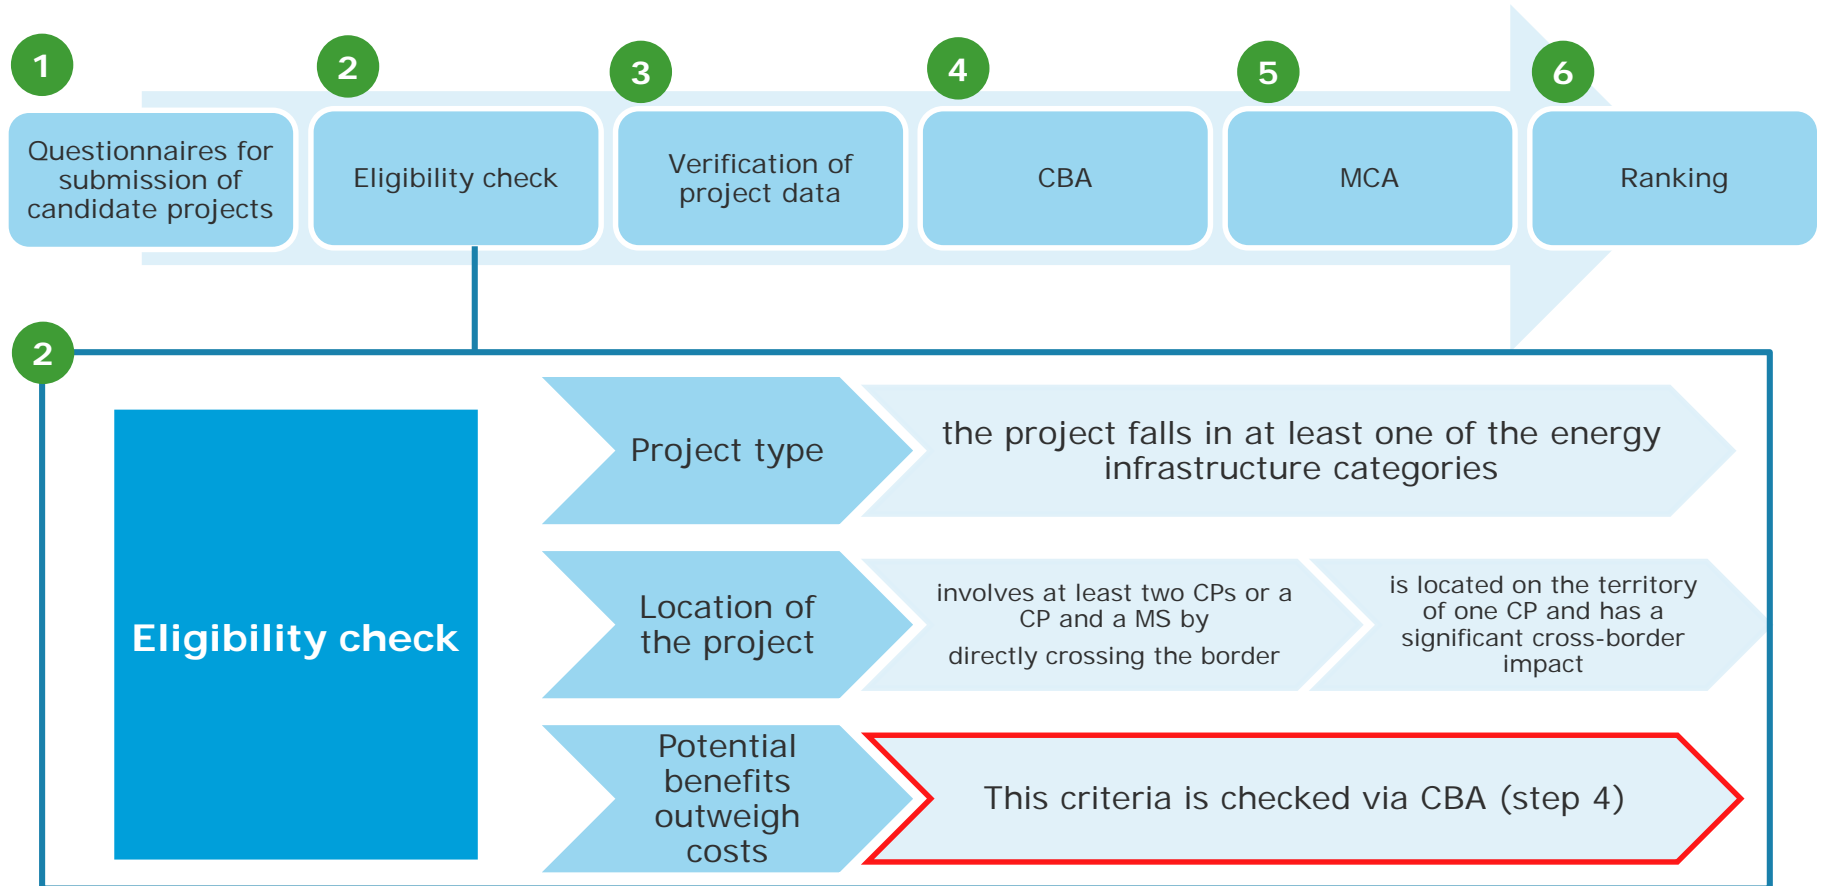 1
2
3
4
5
6
Questionnaires for
submission of
candidate projects
Eligibility check
Verification of
project data
CBA
MCA
Ranking
2
Eligibility check
Project type
the project falls in at least one of the energy
infrastructure categories
Location of
the project
involves at least two CPs or a
CP and a MS by
directly crossing the border
is located on the territory
of one CP and has a
significant cross-border
impact
Potential
benefits
outweigh
costs
This criteria is checked via CBA (step 4)